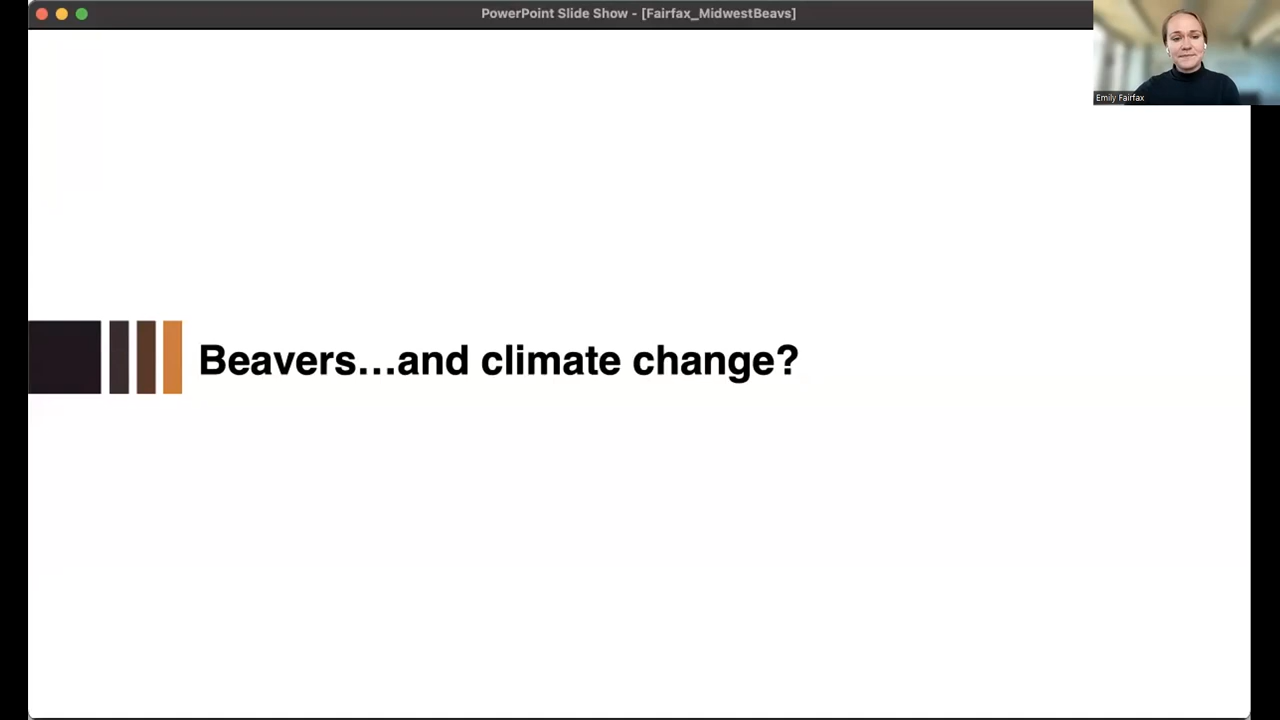 PowerPoint Slide Show - [Fairfax_MidwestBeavs]
Emily Fairfax
Beavers...and climate change?